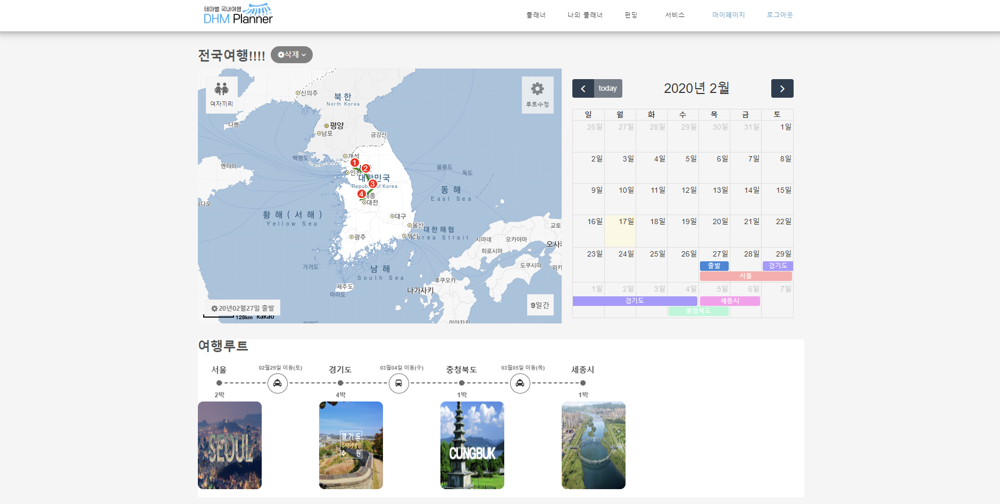 테마별 국내여행
DHM Planner
플래너 나의 플래너 펀딩 서비스 마이페이지 로그아웃
전국여행!!!! 삭제
여자끼리
루트수정
신의주
북한
North Korea
다롄
평양
남포
금강산
백령도
개성
옌타이
1
2
인천
대한민국
Republic of Korea
3
4
세종
대전
울릉도
독도
동해
East Sea
칭다오
황해(서해)
Yellow Sea
대구
울산
부산
광주
대한해협
Korea Strait
교토
시마네
오카야마
오사카
히로시마
가거도
남해
South Sea
도쿠시마
와카
후쿠오카
제주도
마라도
나가사키
이어도
미야자키
20년02월27일 출발
128km kakao
9일간
today
2020년 2월
일 월 화 수 목 금 토
26일 27일 28일 29일 30일 31일 1일
2일 3일 4일 5일 6일 7일 8일
9일 10일 11일 12일 13일 14일 15일
16일 17일 18일 19일 20일 21일 22일
23일 24일 25일 26일 27일 28일 29일
출발 경기도
서울
1일 2일 3일 4일 5일 6일 7일
경기도 세종시
충청북도
여행루트
서울 02월29일 이동(토) 경기도 03월04일 이동(수) 충청북도 03월05일 이동(목) 세종시
2박 4박 1박 1박
SEOUL
경기도
뚜벅이여행
수원
CUNGBUK